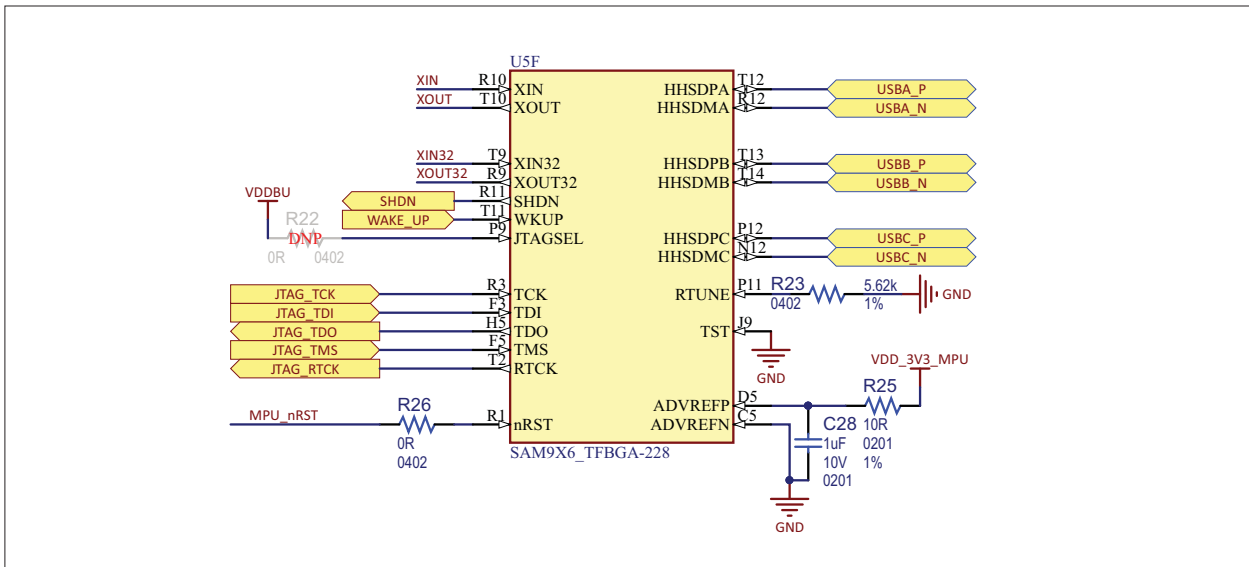 U5F
XIN R10 XIN HHSDPA T12 USBA_P
XOUT T10 XOUT HHSDMA R12 USBA_N
XIN32 T9 XIN32 HHSDPB T13 USBB_P
XOUT32 R9 XOUT32 HHSDMB T14 USBB_N
VDDBU
SHDN R11 SHDN
R22 WAKE_UP T11 WKUP
DNP P9 JTAGSEL HHSDPC P12 USBC_P
0R 0402 HHSDMC N12 USBC_N
JTAG_TCK R3 TCK RTUNE P11 R23 5.62k GND
0402 1%
JTAG_TDI F3 TDI
JTAG_TDO H5 TDO TST J9
JTAG_TMS F5 TMS
JTAG_RTCK T2 RTCK
GND
VDD_3V3_MPU
MPU_nRST R26 R1 nRST ADVREFP D5 R25
ADVREFN C5 C28 10R
0R 1uF 0201
0402 10V 1%
0201
SAM9X6_TFBGA-228
GND